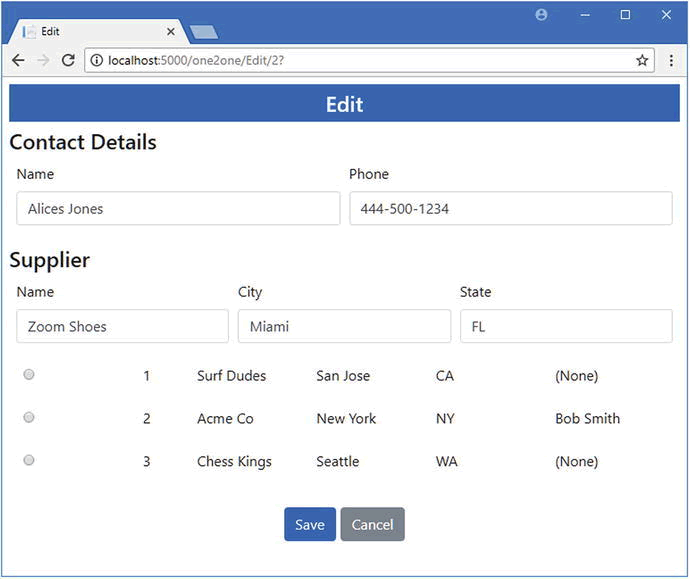 Edit
localhost:5000/one2one/Edit/2?
Edit
Contact Details
Name Phone
Alices Jones 444-500-1234
Supplier
Name City State
Zoom Shoes Miami FL
1 Surf Dudes San Jose CA (None)
2 Acme Co New York NY Bob Smith
3 Chess Kings Seattle WA (None)
Save Cancel